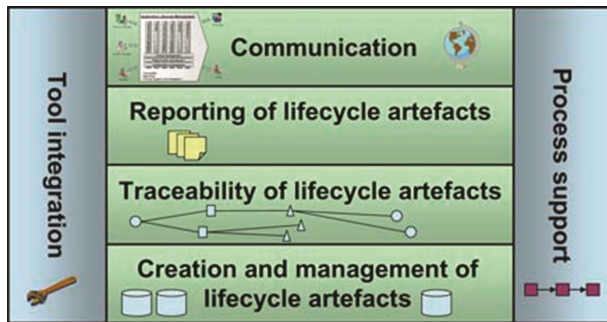 Tool integration
Communication
Reporting of lifecycle artefacts
Traceability of lifecycle artefacts
Creation and management of
lifecycle artefacts
Process support